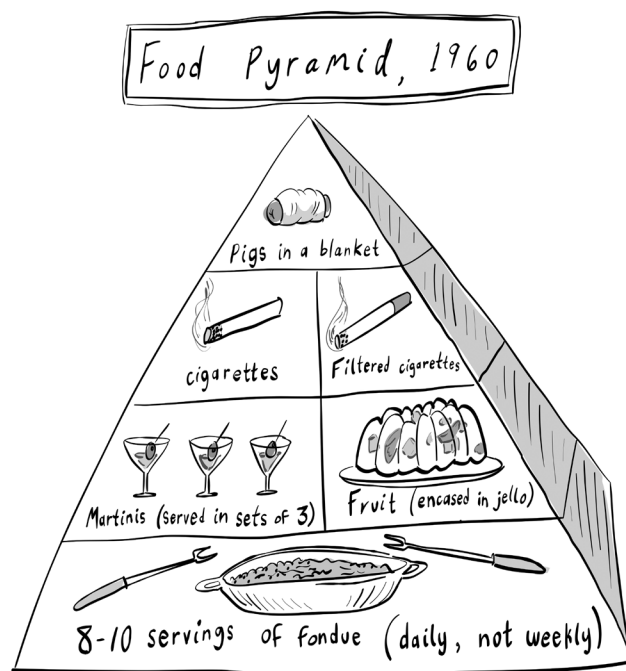 Food Pyramid, 1960
Pigs in a blanket
cigarettes
Filtered cigarettes
Martinis (served in sets of 3)
Fruit (encased in jello)
8-10 servings of fondue (daily, not weekly)